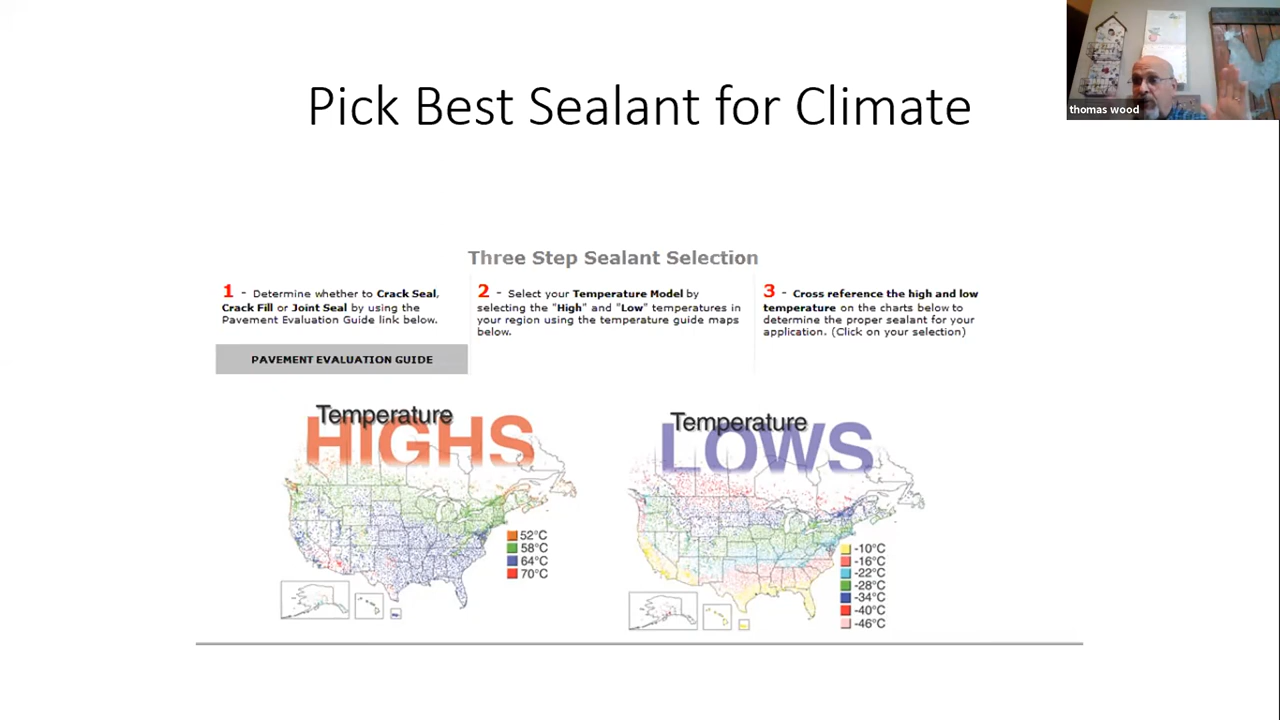 Pick Best Sealant for Climate
thomas wood
Three Step Sealant Selection
1 - Determine whether to Crack Seal,
Crack Fill or Joint Seal by using the
Pavement Evaluation Guide link below.
PAVEMENT EVALUATION GUIDE
2 - Select your Temperature Model by
selecting the "High" and "Low" temperatures in
your region using the temperature guide maps
below.
3 - Cross reference the high and low
temperature on the charts below to
determine the proper sealant for your
application. (Click on your selection)
Temperature
HIGHS
52°C
58°C
64°C
70°C
Temperature
LOWS
-10°C
-16°C
-22°C
-28°C
-34°C
-40°C
-46°C